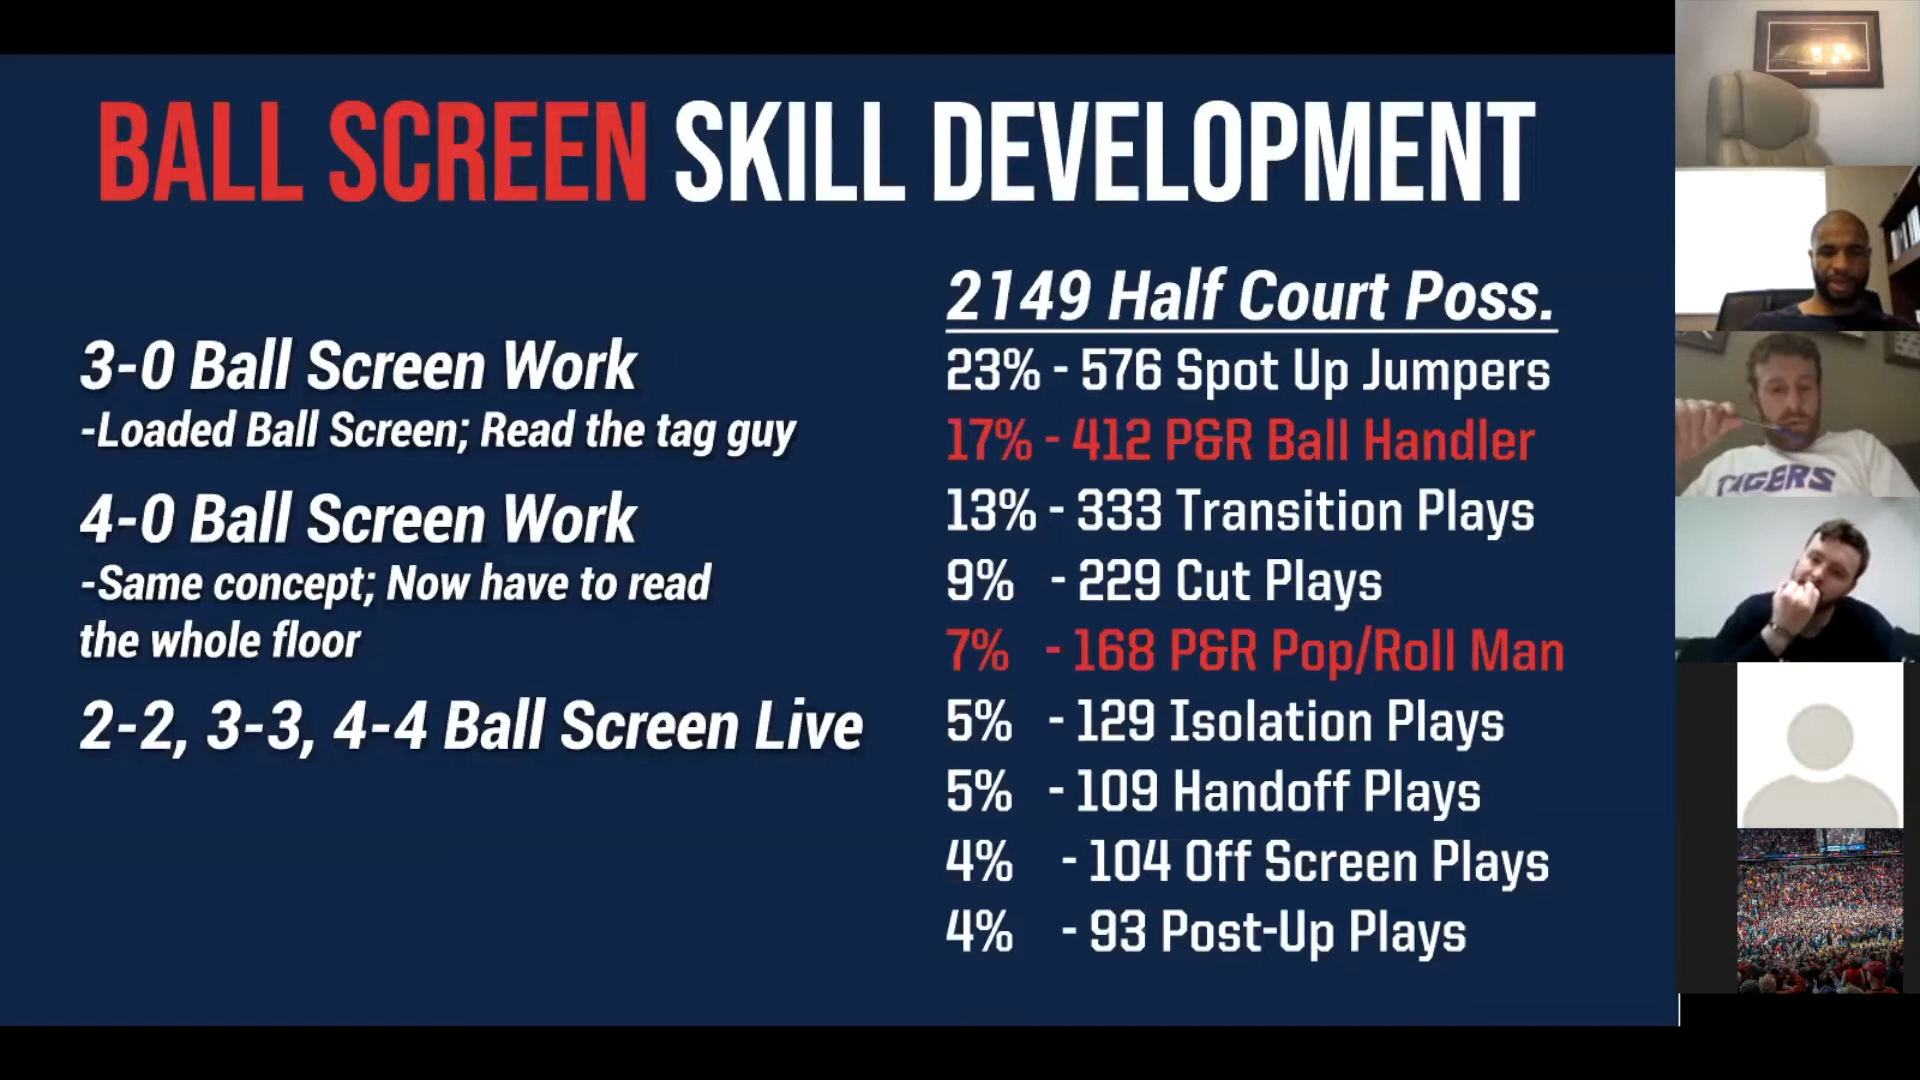 BALL SCREEN SKILL DEVELOPMENT
3-0 Ball Screen Work
-Loaded Ball Screen; Read the tag guy
4-0 Ball Screen Work
-Same concept; Now have to read
the whole floor
2-2, 3-3, 4-4 Ball Screen Live
2149 Half Court Poss.
23% - 576 Spot Up Jumpers
17% - 412 P&R Ball Handler
13% - 333 Transition Plays
9% - 229 Cut Plays
7% - 168 P&R Pop/Roll Man
5% - 129 Isolation Plays
5% - 109 Handoff Plays
4% - 104 Off Screen Plays
4% - 93 Post-Up Plays
TIGERS